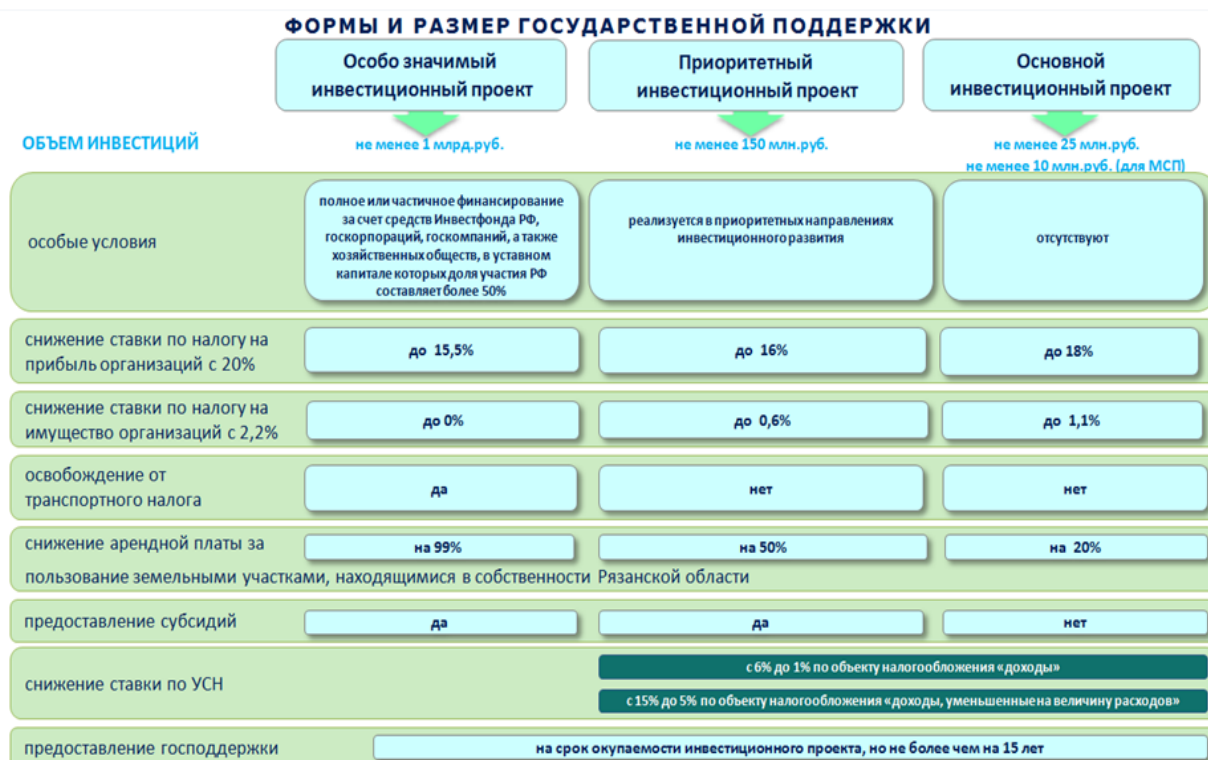 ФОРМЫ И РАЗМЕР ГОСУДАРСТВЕННОЙ ПОДДЕРЖКИ
Особо значимый
инвестиционный проект
Приоритетный
инвестиционный проект
Основной
инвестиционный проект
ОБЪЕМ ИНВЕСТИЦИЙ
не менее 1 млрд.руб.
не менее 150 млн.руб.
не менее 25 млн.руб.
не менее 10 млн.руб. (для МСП)
особые условия
полное или частичное финансирование
за счет средств Инвестфонда РФ,
госкорпораций, госкомпаний, а также
хозяйственных обществ, в уставном
капитале которых доля участия РФ
составляет более 50%
реализуется в приоритетных направлениях
инвестиционного развития
отсутствуют
снижение ставки по налогу на
прибыль организаций с 20%
до 15,5%
до 16%
до 18%
снижение ставки по налогу на
имущество организаций с 2,2%
до 0%
до 0,6%
до 1,1%
освобождение от
транспортного налога
да
нет
нет
снижение арендной платы за
на 99%
на 50%
на 20%
пользование земельными участками, находящимися в собственности Рязанской области
предоставление субсидий
да
да
нет
снижение ставки по УСН
с 6% до 1% по объекту налогообложения «доходы»
с 15% до 5% по объекту налогообложения «доходы, уменьшенные на величину расходов»
предоставление господдержки
на срок окупаемости инвестиционного проекта, но не более чем на 15 лет